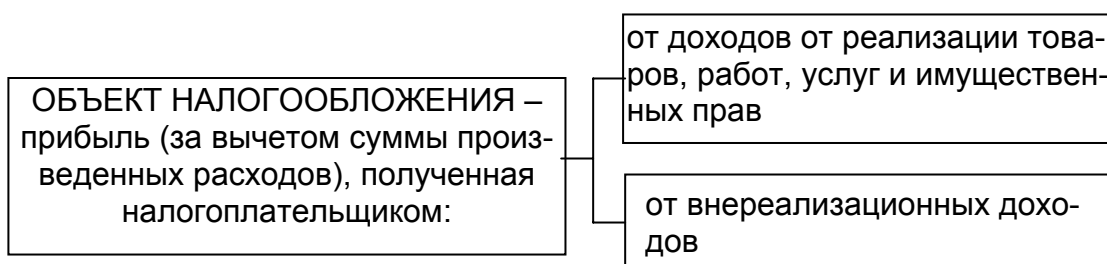 ОБЪЕКТ НАЛОГООБЛОЖЕНИЯ –
прибыль (за вычетом суммы произ-
веденных расходов), полученная
налогоплательщиком:
от доходов от реализации това-
ров, работ, услуг и имуществен-
ных прав
от внереализационных дохо-
дов